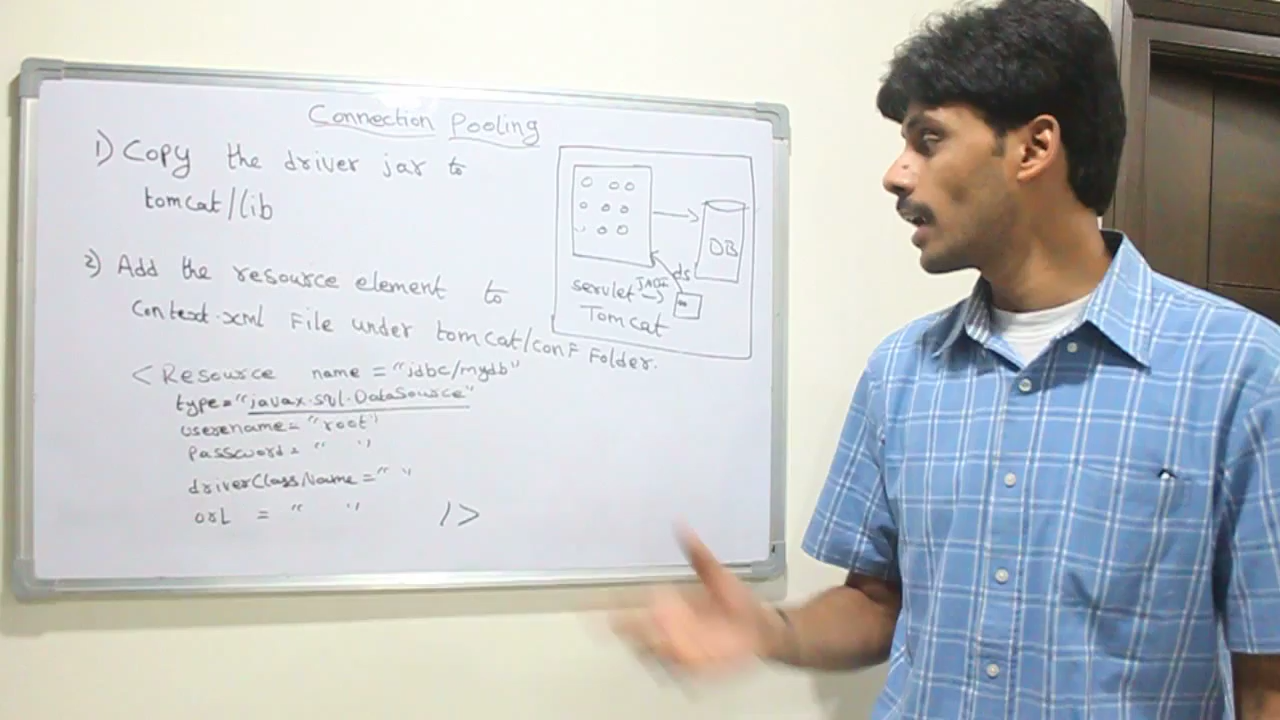 Connection Pooling
1) Copy the driver jar to
tomcat/lib
2) Add the resource element to
Context.xml File under tomcat/conf Folder.
<Resource name = "jdbc/mydb"
type="javax.sql.DataSource"
username= "root"
password= " "
driverClassName=" "
url = " " />
DB
ds
servlet JNDI
Tomcat